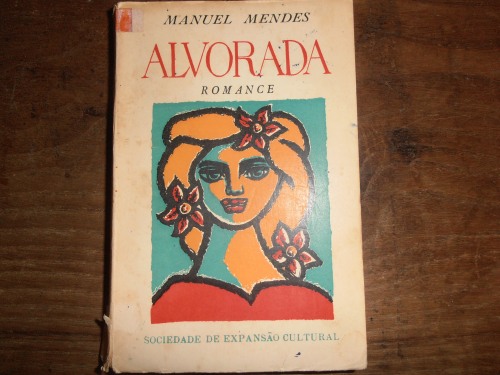 MANUEL MENDES
ALVORADA
ROMANCE
SOCIEDADE DE EXPANSÃO CULTURAL